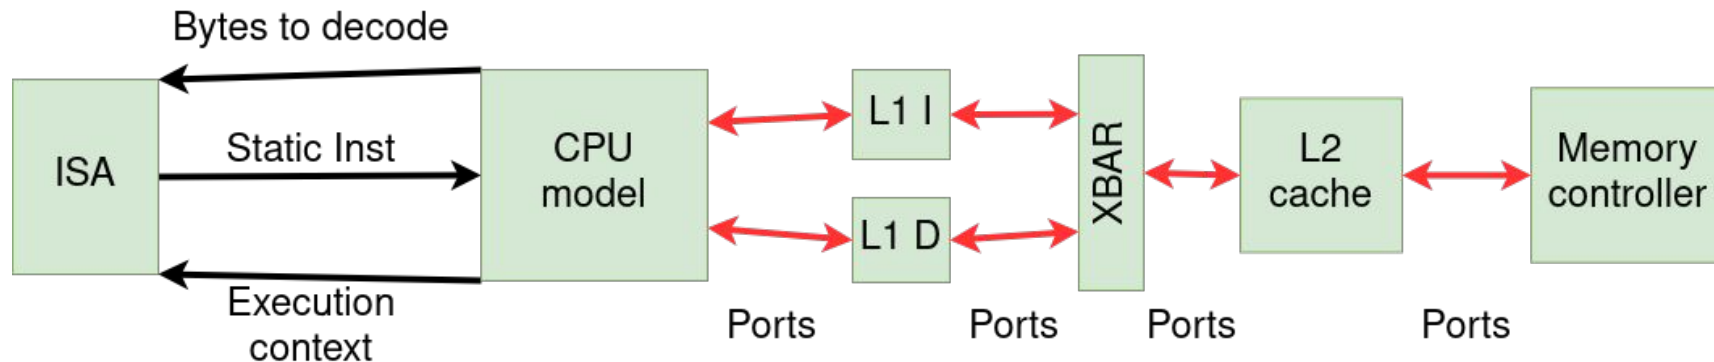 Bytes to decode
ISA
Static Inst
Execution
context
CPU
model
L1 I
L1 D
XBAR
L2
cache
Memory
controller
Ports
Ports
Ports
Ports